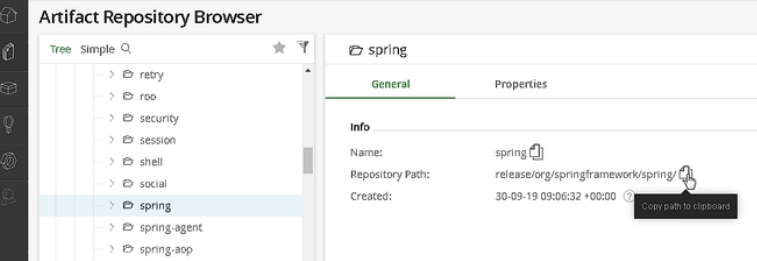 Artifact Repository Browser
Tree Simple
retry
roo
security
session
shell
social
spring
spring-agent
spring-aop
spring
General Properties
Info
Name: spring
Repository Path: release/org/springframework/spring/
Created: 30-09-19 09:06:32 +00:00 ?
Copy path to clipboard